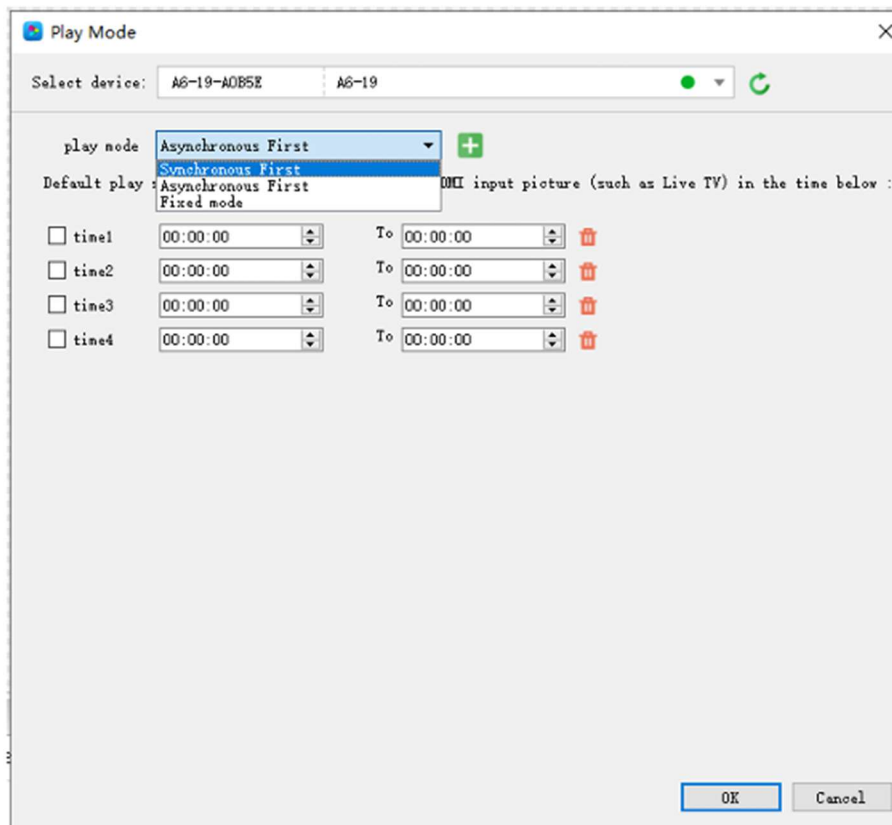 Play Mode
Select device: A6-19-A0B5E A6-19
play mode Asynchronous First
Synchronous First
Default play Asynchronous First input picture (such as Live TV) in the time below :
Fixed mode
time1 00:00:00 To 00:00:00
time2 00:00:00 To 00:00:00
time3 00:00:00 To 00:00:00
time4 00:00:00 To 00:00:00
OK Cancel